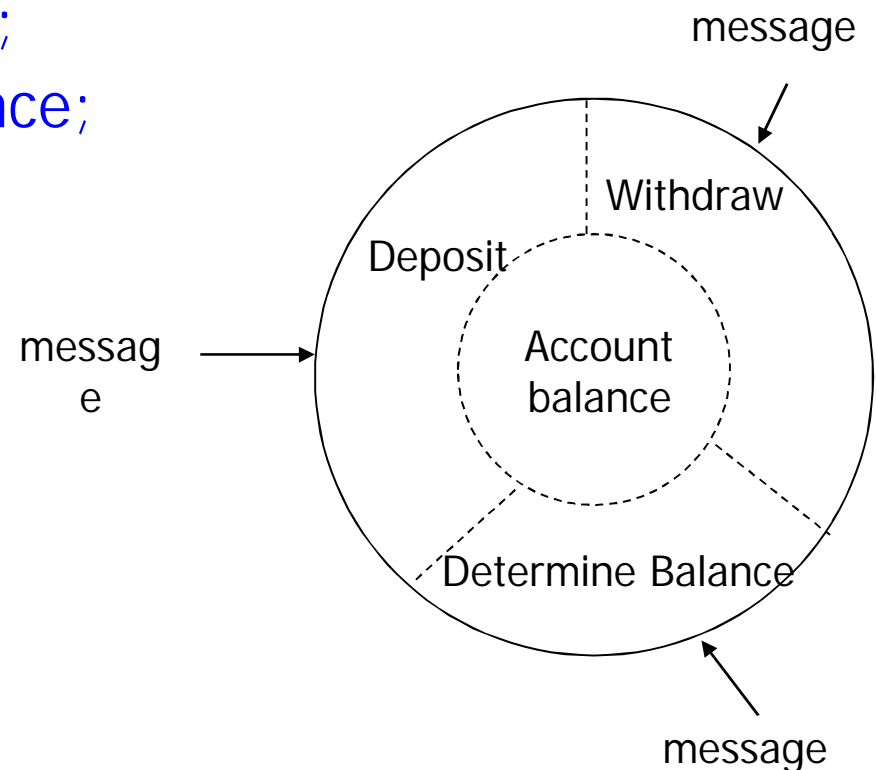 ;
nce;
message
Withdraw
Deposit
Account
balance
messag
e
Determine Balance
message